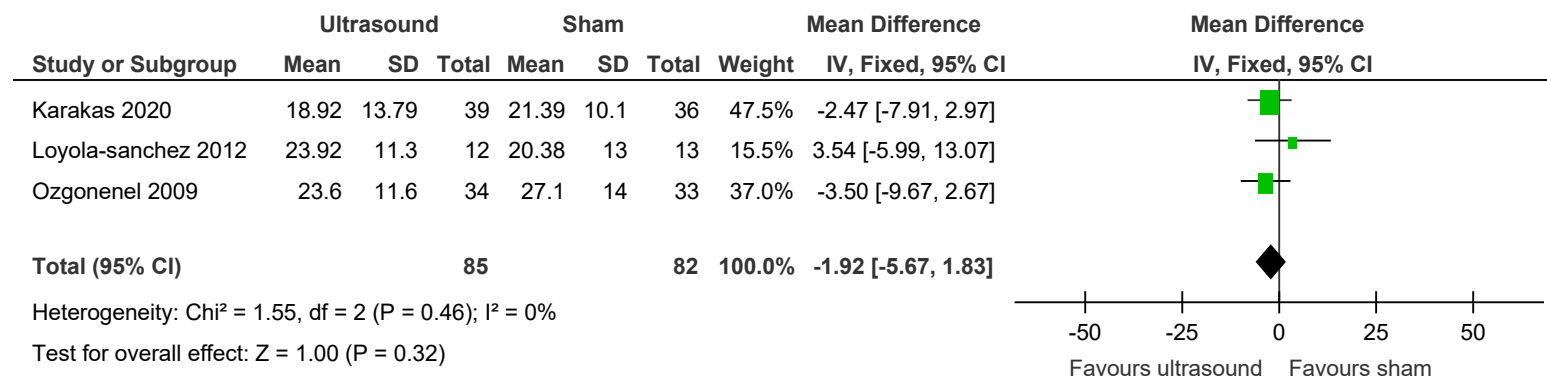 Ultrasound Sham Mean Difference Mean Difference
Study or Subgroup Mean SD Total Mean SD Total Weight IV, Fixed, 95% CI IV, Fixed, 95% CI
Karakas 2020 18.92 13.79 39 21.39 10.1 36 47.5% -2.47 [-7.91, 2.97]
Loyola-sanchez 2012 23.92 11.3 12 20.38 13 13 15.5% 3.54 [-5.99, 13.07]
Ozgonenel 2009 23.6 11.6 34 27.1 14 33 37.0% -3.50 [-9.67, 2.67]
Total (95% CI) 85 82 100.0% -1.92 [-5.67, 1.83]
Heterogeneity: Chi² = 1.55, df = 2 (P = 0.46); I² = 0%
Test for overall effect: Z = 1.00 (P = 0.32)
-50 -25 0 25 50
Favours ultrasound Favours sham